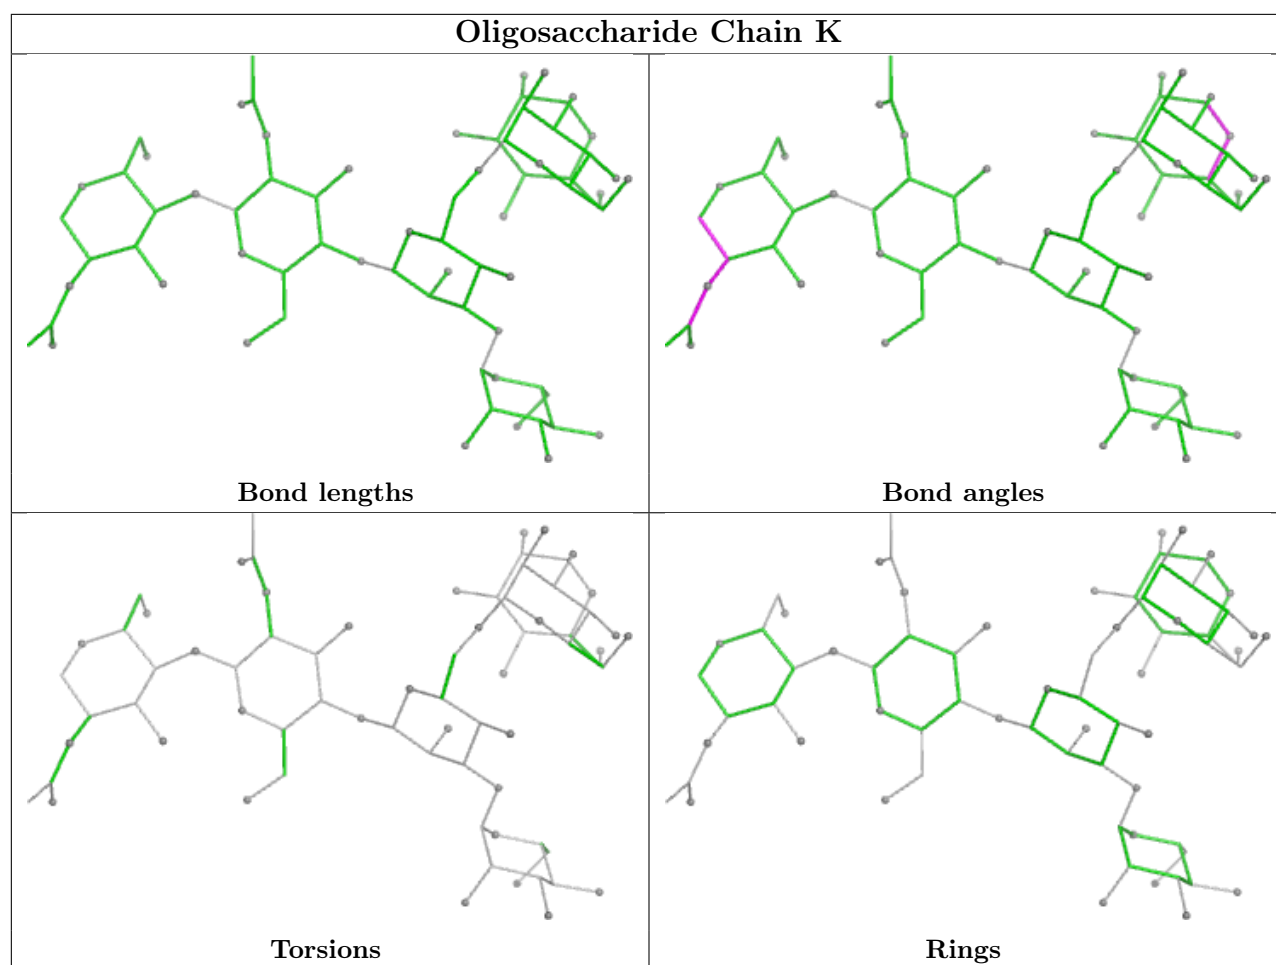 Oligosaccharide Chain K
Bond lengths
Bond angles
Torsions
Rings